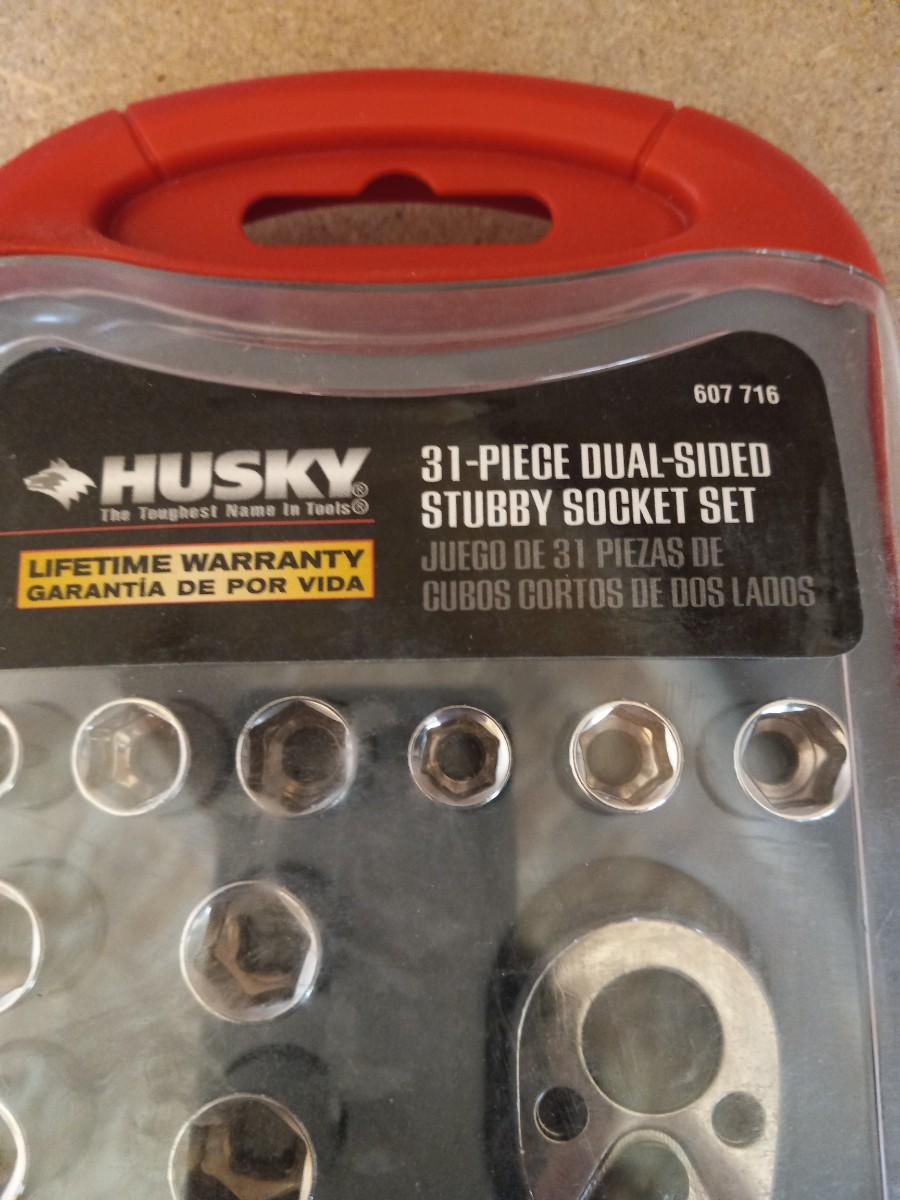 607 716
HUSKY®
The Toughest Name In Tools®
LIFETIME WARRANTY
GARANTÍA DE POR VIDA
31-PIECE DUAL-SIDED
STUBBY SOCKET SET
JUEGO DE 31 PIEZAS DE
CUBOS CORTOS DE DOS LADOS